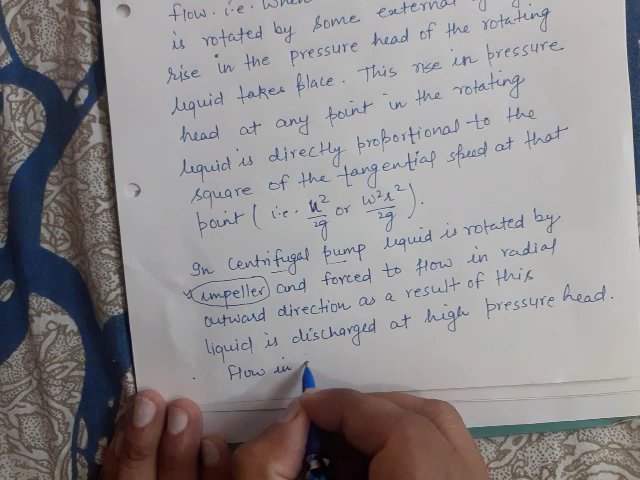 flow. i.e. when
is rotated by some external
rise in the pressure head of the rotating
liquid takes place. This rise in pressure
head at any point in the rotating
liquid is directly proportional to the
square of the tangential speed at that
point ( i.e. u²/2g or ω²r²/2g ).
In Centrifugal pump liquid is rotated by
impeller and forced to flow in radial
outward direction as a result of this
liquid is discharged at high pressure head.
flow in